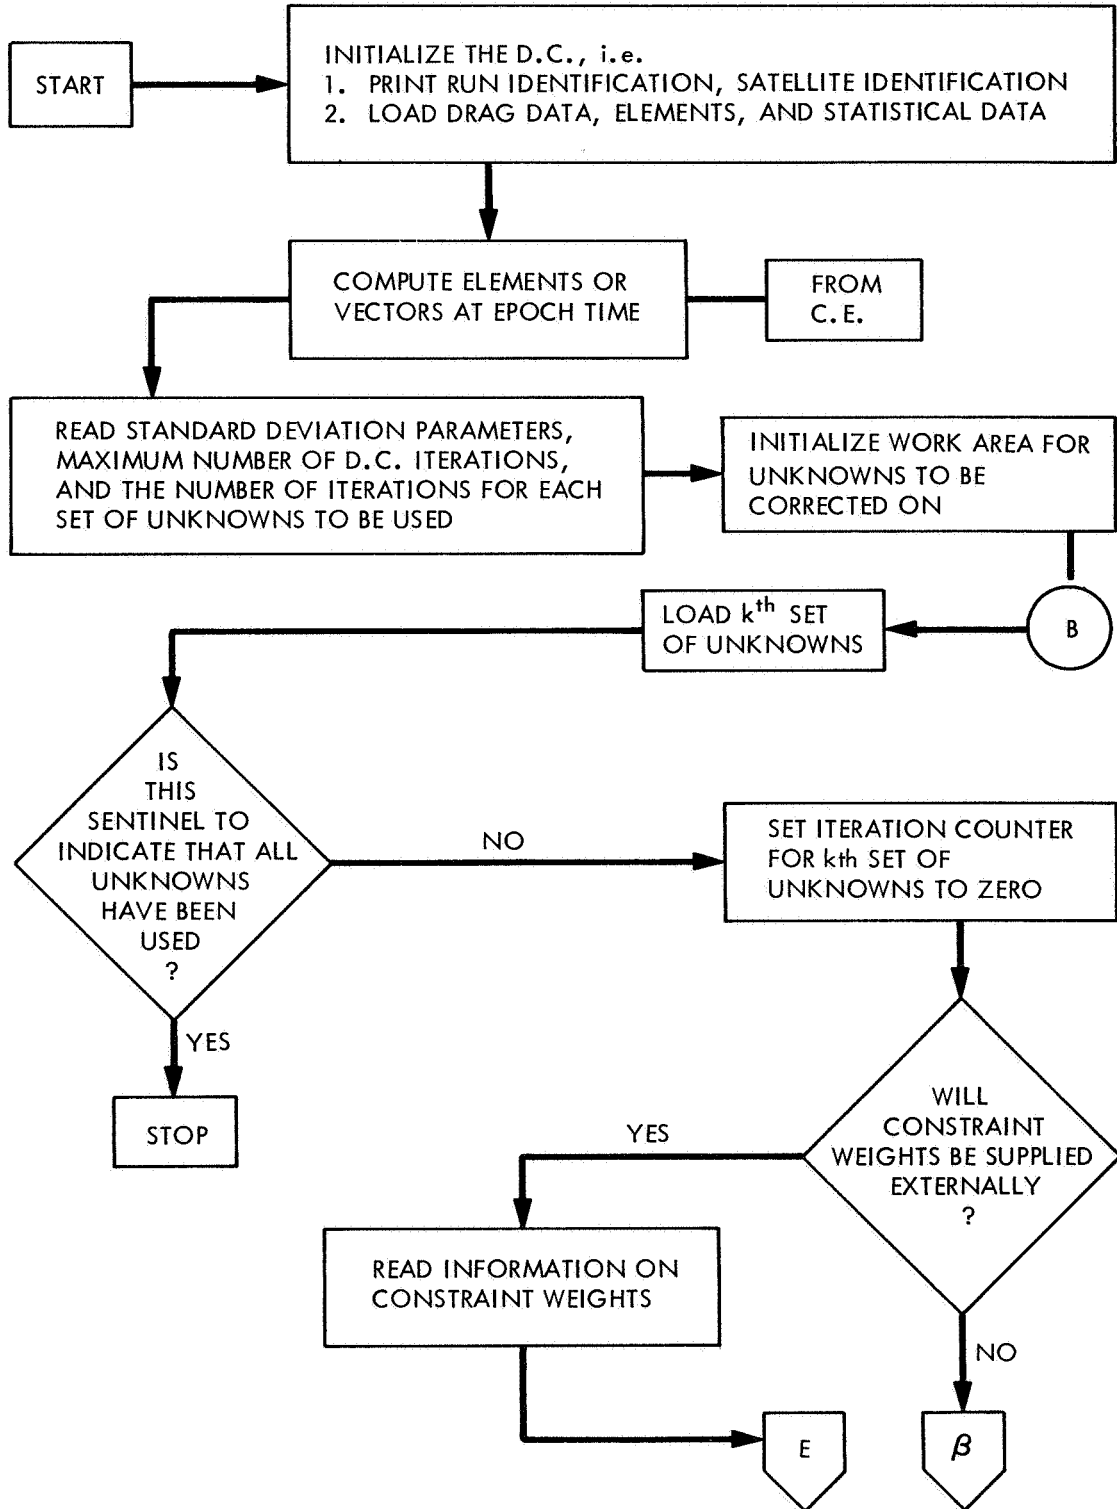 START
INITIALIZE THE D.C., i.e.
1. PRINT RUN IDENTIFICATION, SATELLITE IDENTIFICATION
2. LOAD DRAG DATA, ELEMENTS, AND STATISTICAL DATA
COMPUTE ELEMENTS OR
VECTORS AT EPOCH TIME
FROM
C.E.
READ STANDARD DEVIATION PARAMETERS,
MAXIMUM NUMBER OF D.C. ITERATIONS,
AND THE NUMBER OF ITERATIONS FOR EACH
SET OF UNKNOWNS TO BE USED
INITIALIZE WORK AREA FOR
UNKNOWNS TO BE
CORRECTED ON
B
LOAD kth SET
OF UNKNOWNS
IS
THIS
SENTINEL TO
INDICATE THAT ALL
UNKNOWNS
HAVE BEEN
USED
?
NO
YES
STOP
SET ITERATION COUNTER
FOR kth SET OF
UNKNOWNS TO ZERO
WILL
CONSTRAINT
WEIGHTS BE SUPPLIED
EXTERNALLY
?
YES
READ INFORMATION ON
CONSTRAINT WEIGHTS
NO
E
β